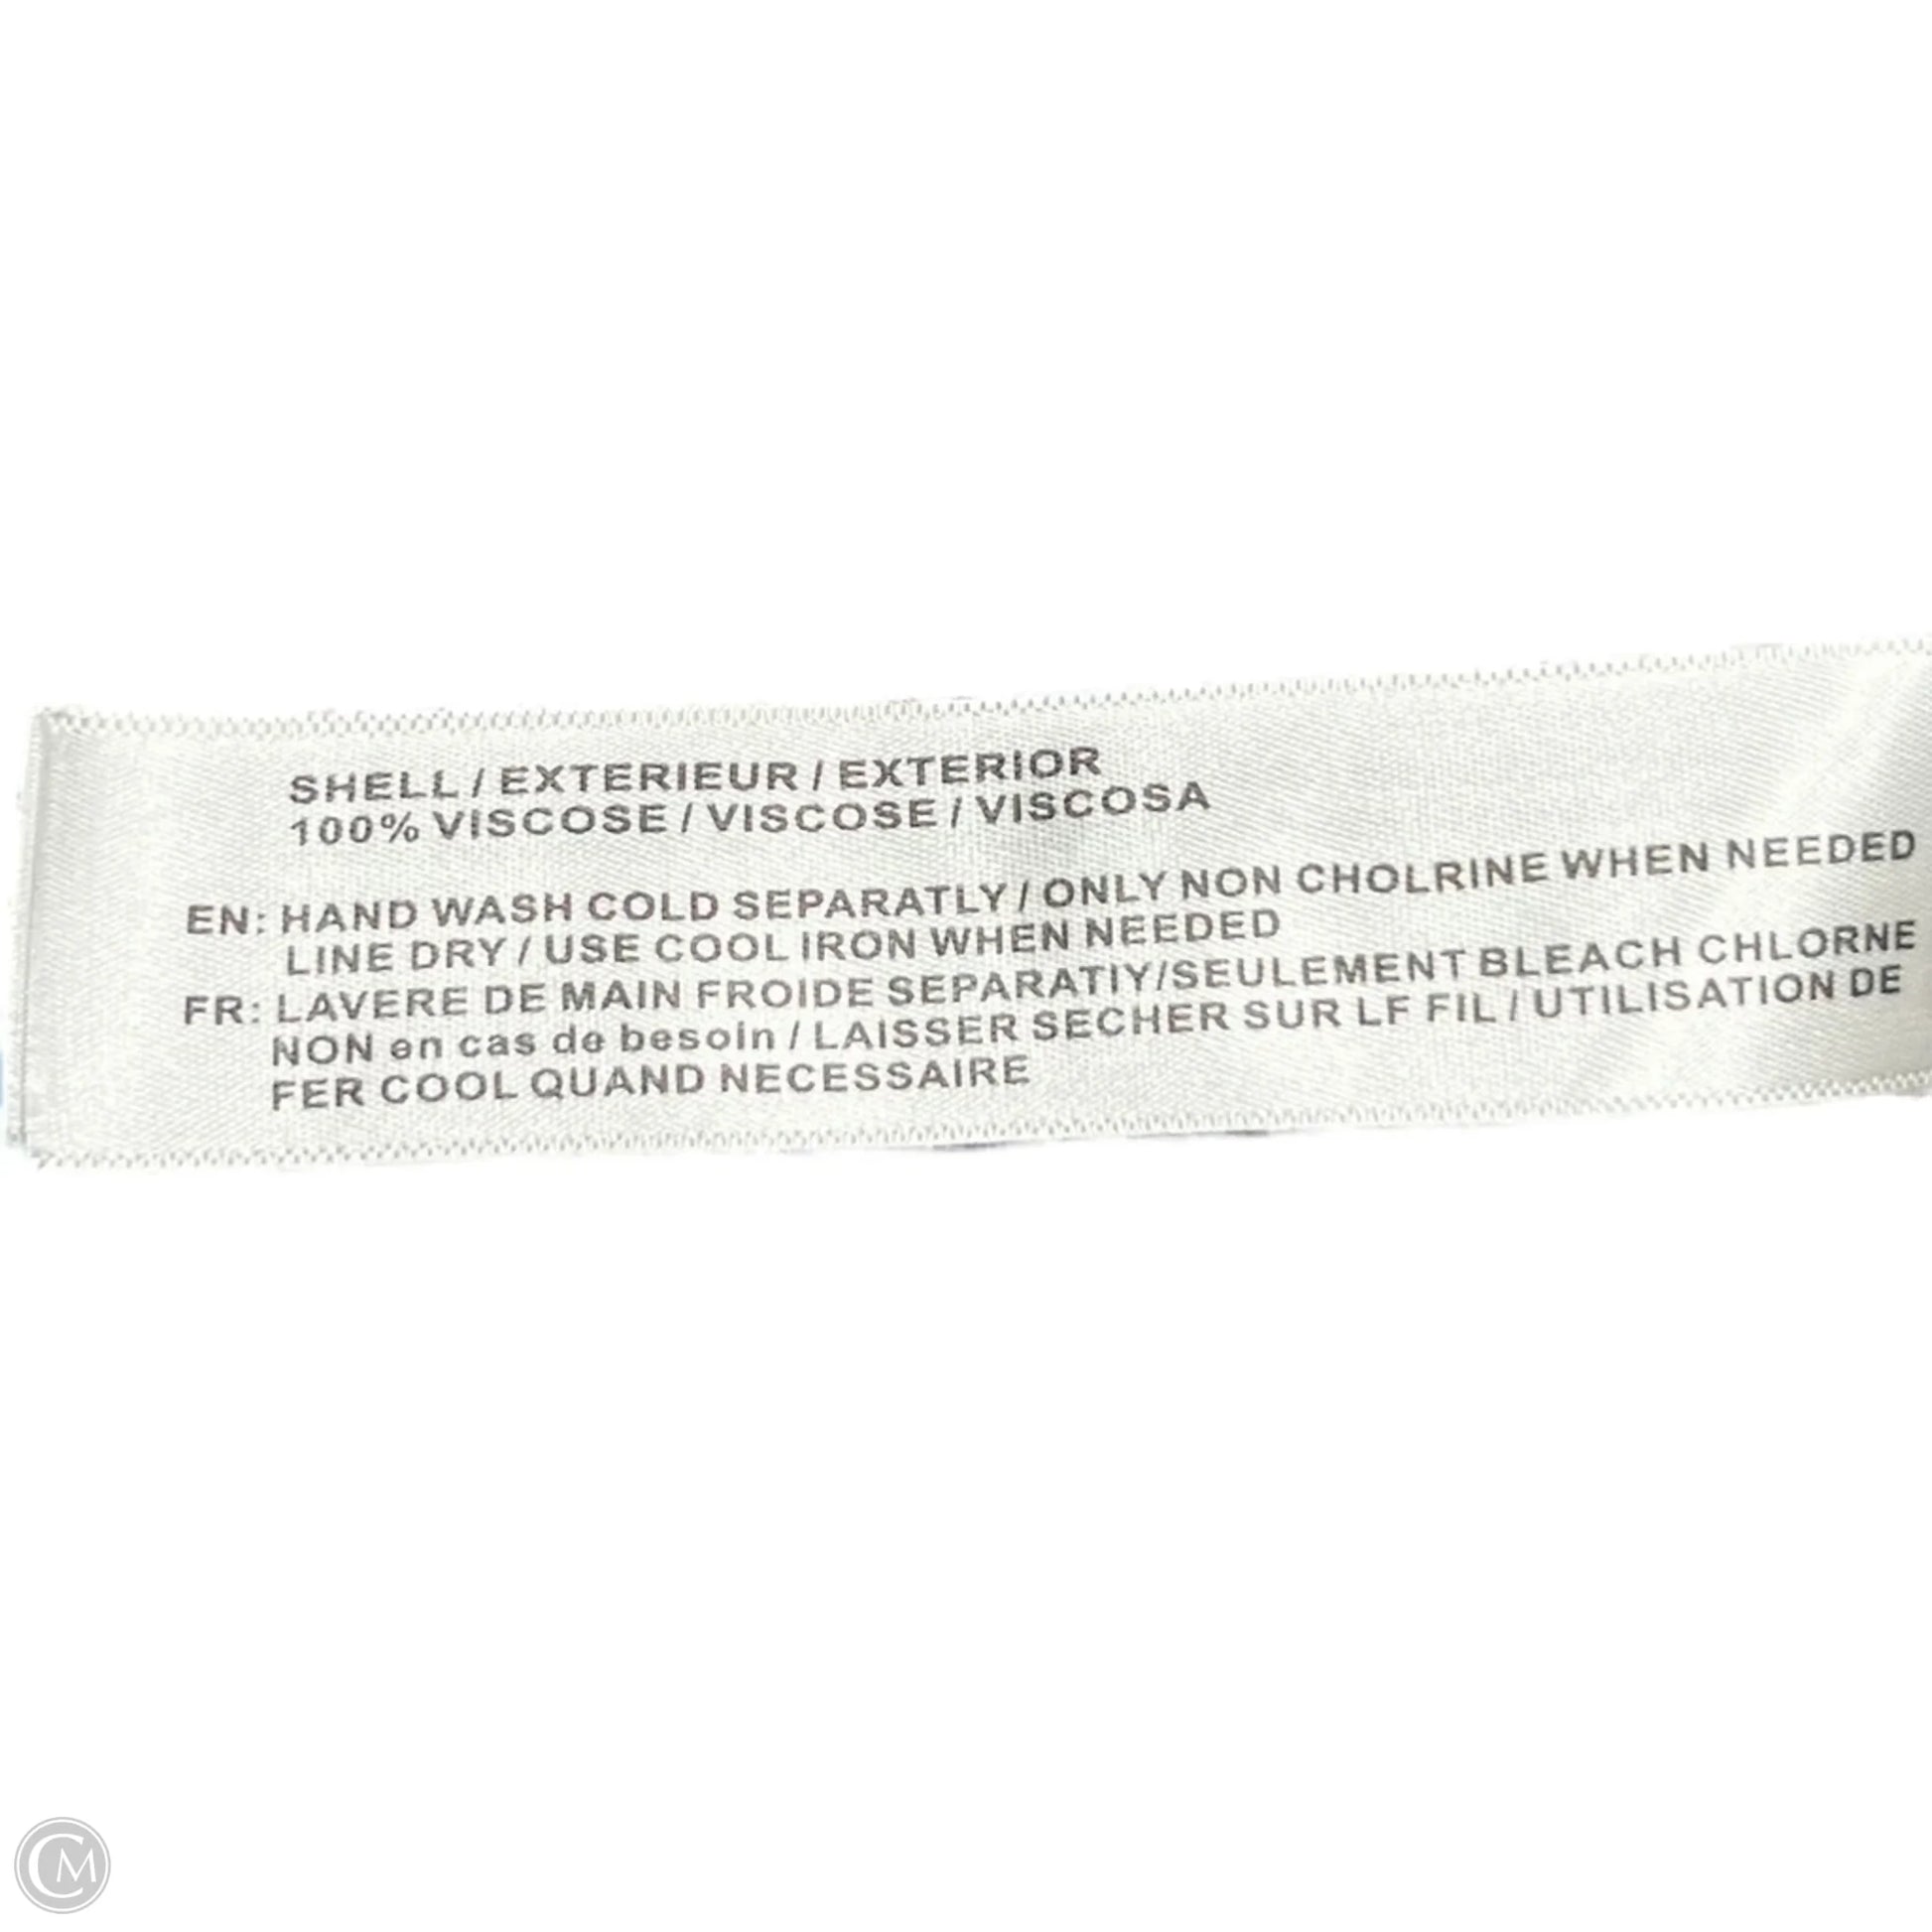 SHELL / EXTERIEUR / EXTERIOR
100% VISCOSE / VISCOSE / VISCOSA
EN: HAND WASH COLD SEPARATLY / ONLY NON CHOLRINE WHEN NEEDED
LINE DRY / USE COOL IRON WHEN NEEDED
FR: LAVERE DE MAIN FROIDE SEPARATIY/SEULEMENT BLEACH CHLORNE
NON en cas de besoin / LAISSER SECHER SUR LF FIL / UTILISATION DE
FER COOL QUAND NECESSAIRE
CM